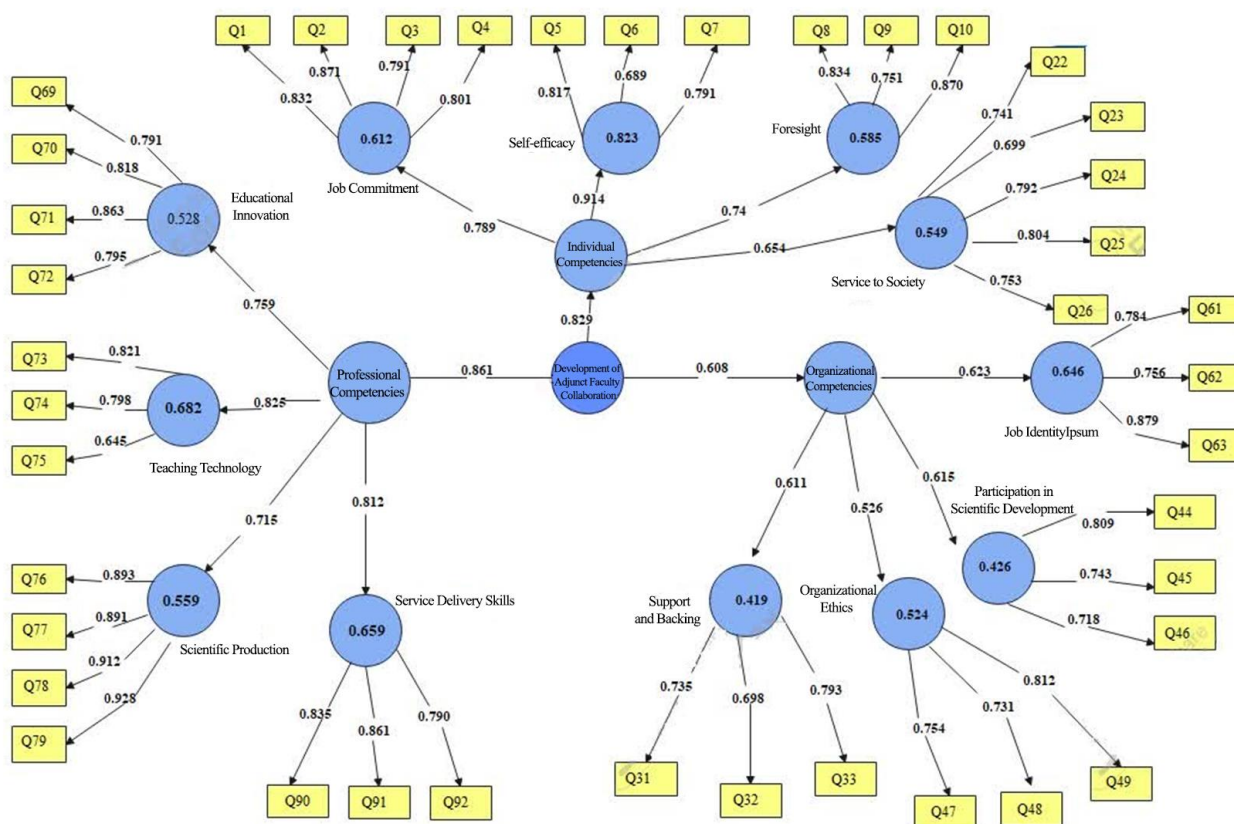 Q1
Q2
Q3
Q4
Q5
Q6
Q7
Q8
Q9
Q10
Q22
0.832
0.871
0.791
0.801
0.817
0.689
0.791
0.834
0.751
0.870
0.741
Q69
Q70
Q71
Q72
0.791
0.818
0.863
0.795
0.528
Educational
Innovation
0.612
Job Commitment
Self-efficacy
0.823
Foresight
0.585
Q23
0.699
Q24
0.792
Q25
0.804
Q26
0.753
0.549
Service to Society
0.789
0.914
0.74
0.654
Individual
Competencies
0.829
0.759
Q73
Q74
Q75
0.821
0.798
0.645
0.682
Teaching Technology
0.825
Professional
Competencies
0.861
Development of
Adjunct Faculty
Collaboration
0.608
Organizational
Competencies
0.623
0.646
Job IdentityIpsum
Q61
0.784
Q62
0.756
Q63
0.879
0.715
0.812
0.611
0.526
0.615
Participation in
Scientific Development
0.426
Q44
0.809
Q45
0.743
Q46
0.718
Q76
Q77
Q78
Q79
0.893
0.891
0.912
0.928
0.559
Scientific Production
Service Delivery Skills
0.659
0.835
0.861
0.790
Q90
Q91
Q92
Support
and Backing
0.419
0.735
0.698
0.793
Q31
Q32
Q33
Organizational
Ethics
0.524
0.754
0.731
0.812
Q47
Q48
Q49